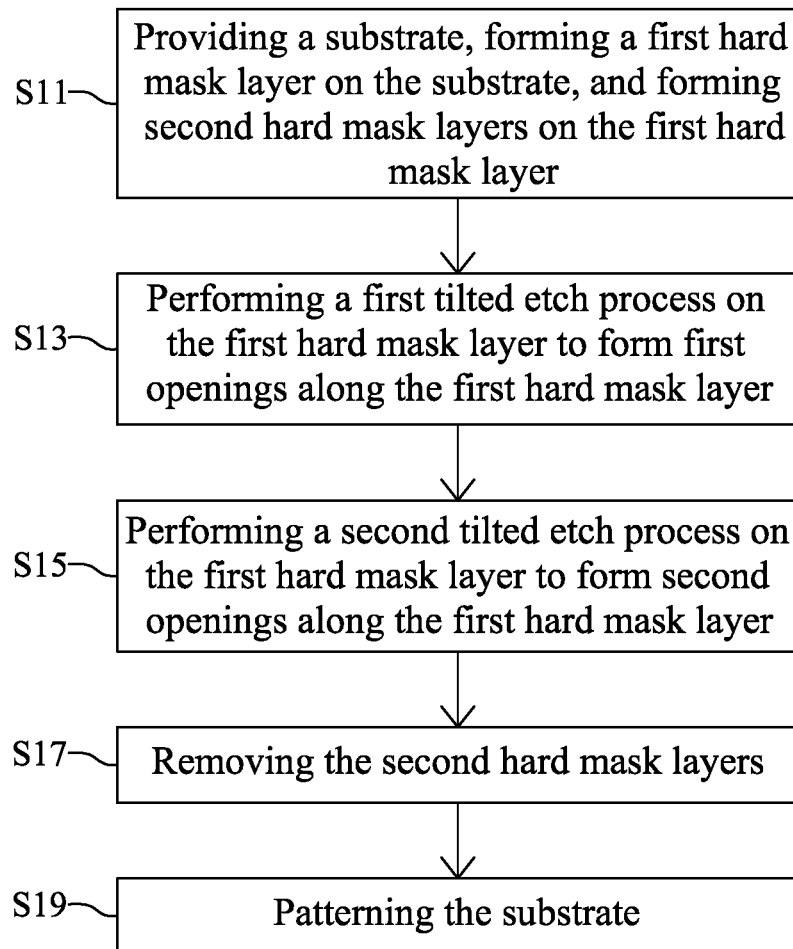 S11
Providing a substrate, forming a first hard
mask layer on the substrate, and forming
second hard mask layers on the first hard
mask layer
S13
Performing a first tilted etch process on
the first hard mask layer to form first
openings along the first hard mask layer
S15
Performing a second tilted etch process on
the first hard mask layer to form second
openings along the first hard mask layer
S17
Removing the second hard mask layers
S19
Patterning the substrate